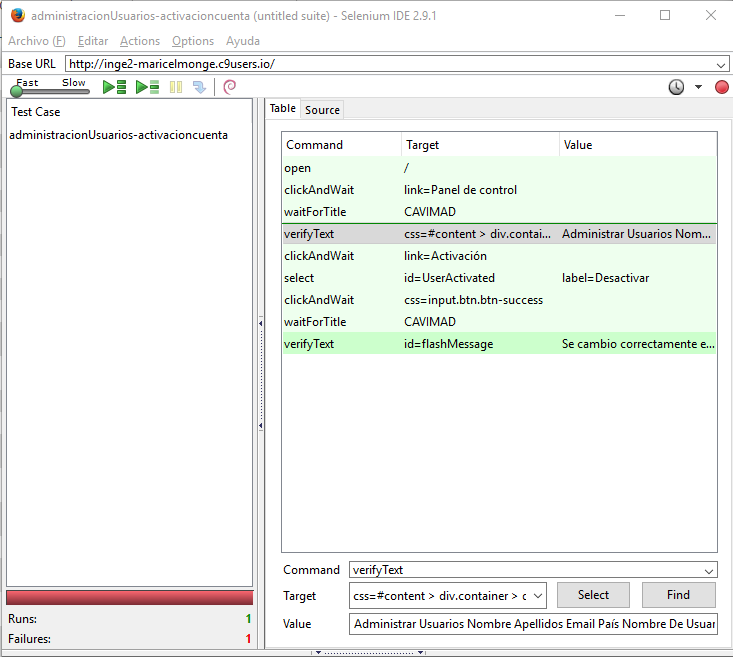 administracionUsuarios-activacioncuenta (untitled suite) - Selenium IDE 2.9.1
Archivo (F) Editar Actions Options Ayuda
Base URL http://inge2-maricelmonge.c9users.io/
Fast Slow
Table Source
Test Case
administracionUsuarios-activacioncuenta
Command Target Value
open /
clickAndWait link=Panel de control
waitForTitle CAVIMAD
verifyText css=#content > div.contai... Administrar Usuarios Nom...
clickAndWait link=Activación
select id=UserActivated label=Desactivar
clickAndWait css=input.btn.btn-success
waitForTitle CAVIMAD
verifyText id=flashMessage Se cambio correctamente e...
Command verifyText
Target css=#content > div.container > c Select Find
Value Administrar Usuarios Nombre Apellidos Email País Nombre De Usuar
Runs: 1
Failures: 1